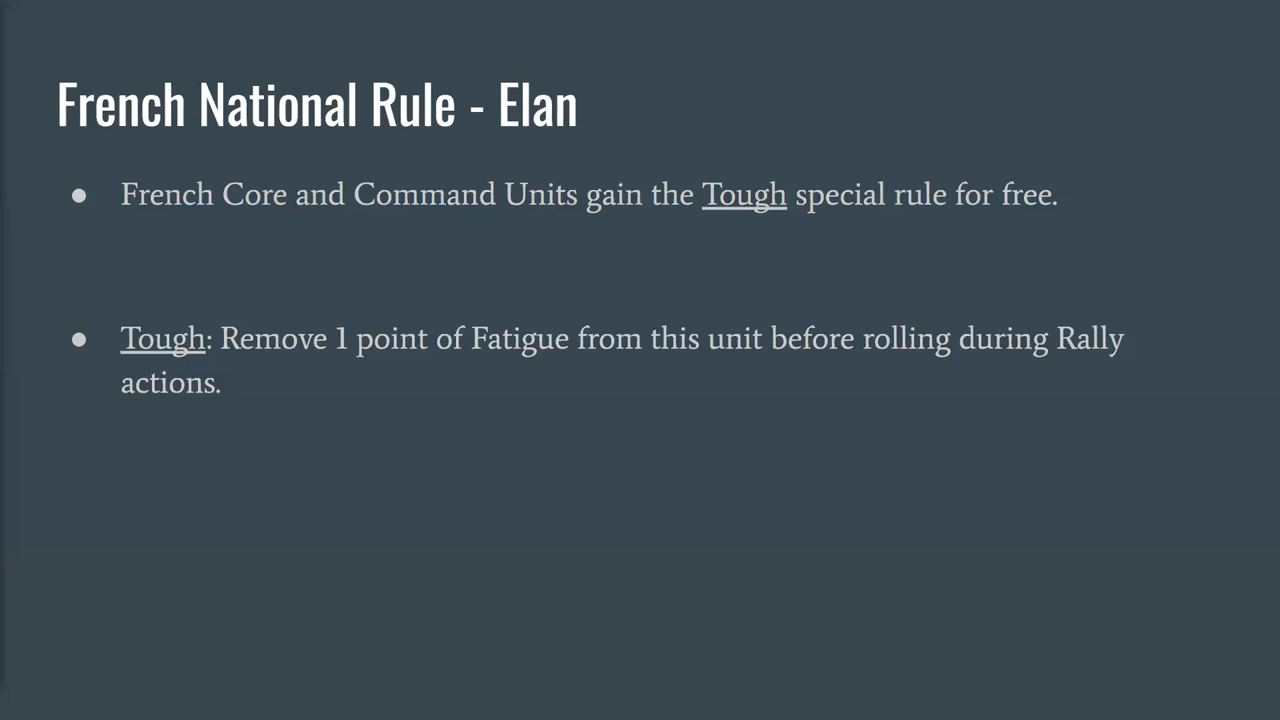 French National Rule - Elan
● French Core and Command Units gain the Tough special rule for free.
● Tough: Remove 1 point of Fatigue from this unit before rolling during Rally
actions.